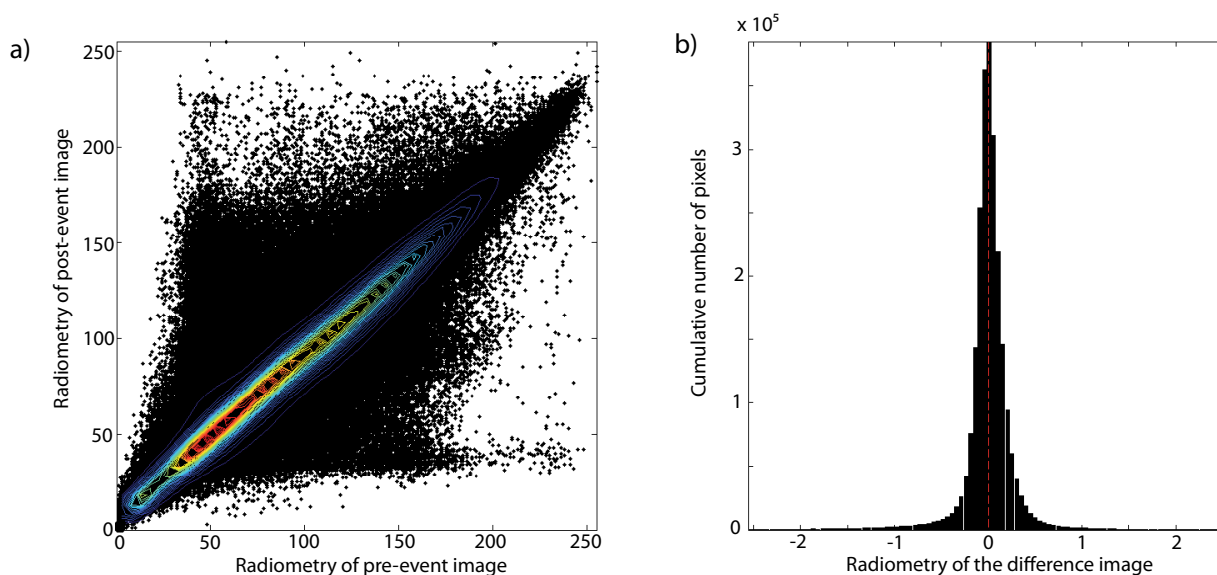 a)
250
200
150
100
50
0
Radiometry of post-event image
0 50 100 150 200 250
Radiometry of pre-event image
b)
x 10⁵
3
2
1
0
Cumulative number of pixels
-2 -1 0 1 2
Radiometry of the difference image